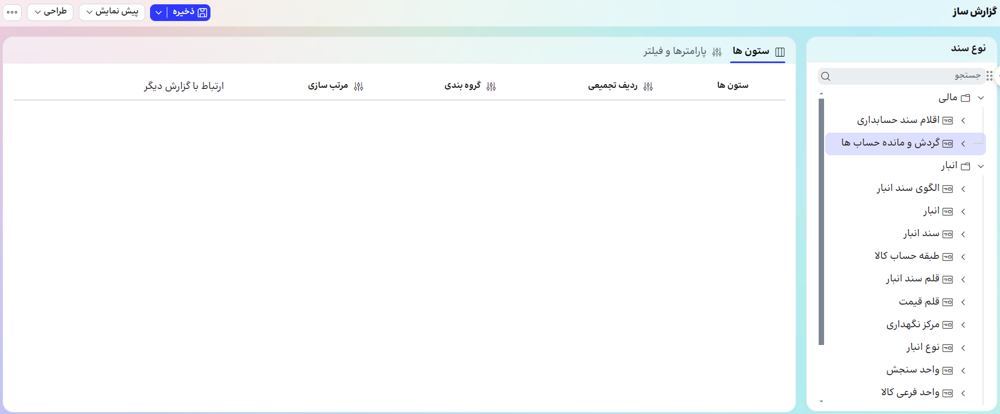 گزارش ساز
ذخیره
پیش نمایش
طراحی
نوع سند
جستجو
مالی
اقلام سند حسابداری
گردش و مانده حساب ها
انبار
الگوی سند انبار
انبار
سند انبار
طبقه حساب کالا
قلم سند انبار
قلم قیمت
مرکز نگهداری
نوع انبار
واحد سنجش
واحد فرعی کالا
ستون ها پارامترها و فیلتر
ستون ها ردیف تجمیعی گروه بندی مرتب سازی ارتباط با گزارش دیگر